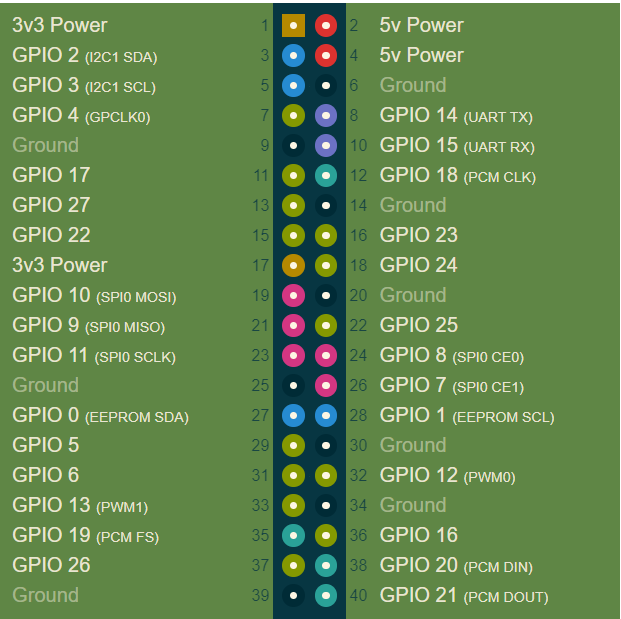 3v3 Power 1 2 5v Power
GPIO 2 (I2C1 SDA) 3 4 5v Power
GPIO 3 (I2C1 SCL) 5 6 Ground
GPIO 4 (GPCLK0) 7 8 GPIO 14 (UART TX)
Ground 9 10 GPIO 15 (UART RX)
GPIO 17 11 12 GPIO 18 (PCM CLK)
GPIO 27 13 14 Ground
GPIO 22 15 16 GPIO 23
3v3 Power 17 18 GPIO 24
GPIO 10 (SPI0 MOSI) 19 20 Ground
GPIO 9 (SPI0 MISO) 21 22 GPIO 25
GPIO 11 (SPI0 SCLK) 23 24 GPIO 8 (SPI0 CE0)
Ground 25 26 GPIO 7 (SPI0 CE1)
GPIO 0 (EEPROM SDA) 27 28 GPIO 1 (EEPROM SCL)
GPIO 5 29 30 Ground
GPIO 6 31 32 GPIO 12 (PWM0)
GPIO 13 (PWM1) 33 34 Ground
GPIO 19 (PCM FS) 35 36 GPIO 16
GPIO 26 37 38 GPIO 20 (PCM DIN)
Ground 39 40 GPIO 21 (PCM DOUT)